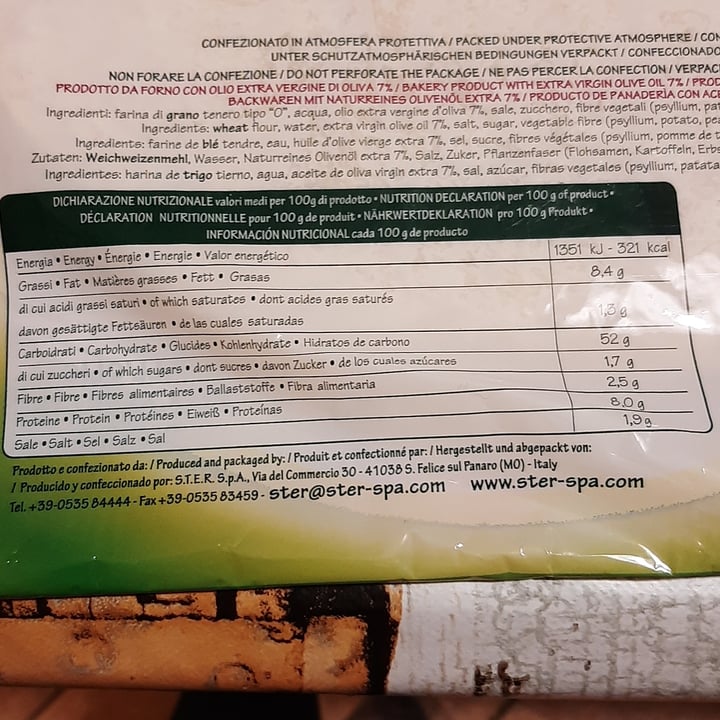 CONFEZIONATO IN ATMOSFERA PROTETTIVA / PACKED UNDER PROTECTIVE ATMOSPHERE / CON
UNTER SCHUTZATMOSPHÄRISCHEN BEDINGUNGEN VERPACKT / CONFECCIONADO
NON FORARE LA CONFEZIONE / DO NOT PERFORATE THE PACKAGE / NE PAS PERCER LA CONFECTION / VERPAC
PRODOTTO DA FORNO CON OLIO EXTRA VERGINE DI OLIVA 7% / BAKERY PRODUCT WITH EXTRA VIRGIN OLIVE OIL 7% / PROD
BACKWAREN MIT NATURREINES OLIVENÖL EXTRA 7% / PRODUCTO DE PANADERÍA CON ACE
Ingredienti: farina di grano tenero tipo "O", acqua, olio extra vergine d'oliva 7%, sale, zucchero, fibre vegetali (psyllium, pa
Ingredients: wheat flour, water, extra virgin olive oil 7%, salt, sugar, vegetable fibre (psyllium, potato, pe
Ingrédients: farine de blé tendre, eau, huile d'olive vierge extra 7%, sel, sucre, fibres végétales (psyllium, pomme de t
Zutaten: Weichweizenmehl, Wasser, Naturreines Olivenöl extra 7%, Salz, Zuker, Pflanzenfaser (Flohsamen, Kartoffeln, Erbs
Ingredientes: harina de trigo tierno, agua, aceite de oliva virgin extra 7%, sal, azúcar, fibras vegetales (psyllium, patata
DICHIARAZIONE NUTRIZIONALE valori medi per 100g di prodotto • NUTRITION DECLARATION per 100 g of product •
DÉCLARATION NUTRITIONNELLE pour 100 g de produit • NÄHRWERTDEKLARATION pro 100 g Produkt •
INFORMACIÓN NUTRICIONAL cada 100 g de producto
Energia • Energy • Énergie • Energie • Valor energético 1351 kJ - 321 kcal
Grassi • Fat • Matières grasses • Fett • Grasas 8,4 g
di cui acidi grassi saturi • of which saturates • dont acides gras saturés
davon gesättigte Fettsäuren • de las cuales saturadas 1,3 g
Carboidrati • Carbohydrate • Glucides • Kohlenhydrate • Hidratos de carbono 52 g
di cui zuccheri • of which sugars • dont sucres • davon Zucker • de los cuales azúcares 1,7 g
Fibre • Fibre • Fibres alimentaires • Ballaststoffe • Fibra alimentaria 2,5 g
Proteine • Protein • Protéines • Eiweiß • Proteínas 8,0 g
Sale • Salt • Sel • Salz • Sal 1,9 g
Prodotto e confezionato da: / Produced and packaged by: / Produit et confectionné par: / Hergestellt und abgepackt von:
/ Producido y confeccionado por: S.T.E.R. S.p.A., Via del Commercio 30 - 41038 S. Felice sul Panaro (MO) - Italy
Tel. +39-0535 84444 - Fax +39-0535 83459 - ster@ster-spa.com www.ster-spa.com